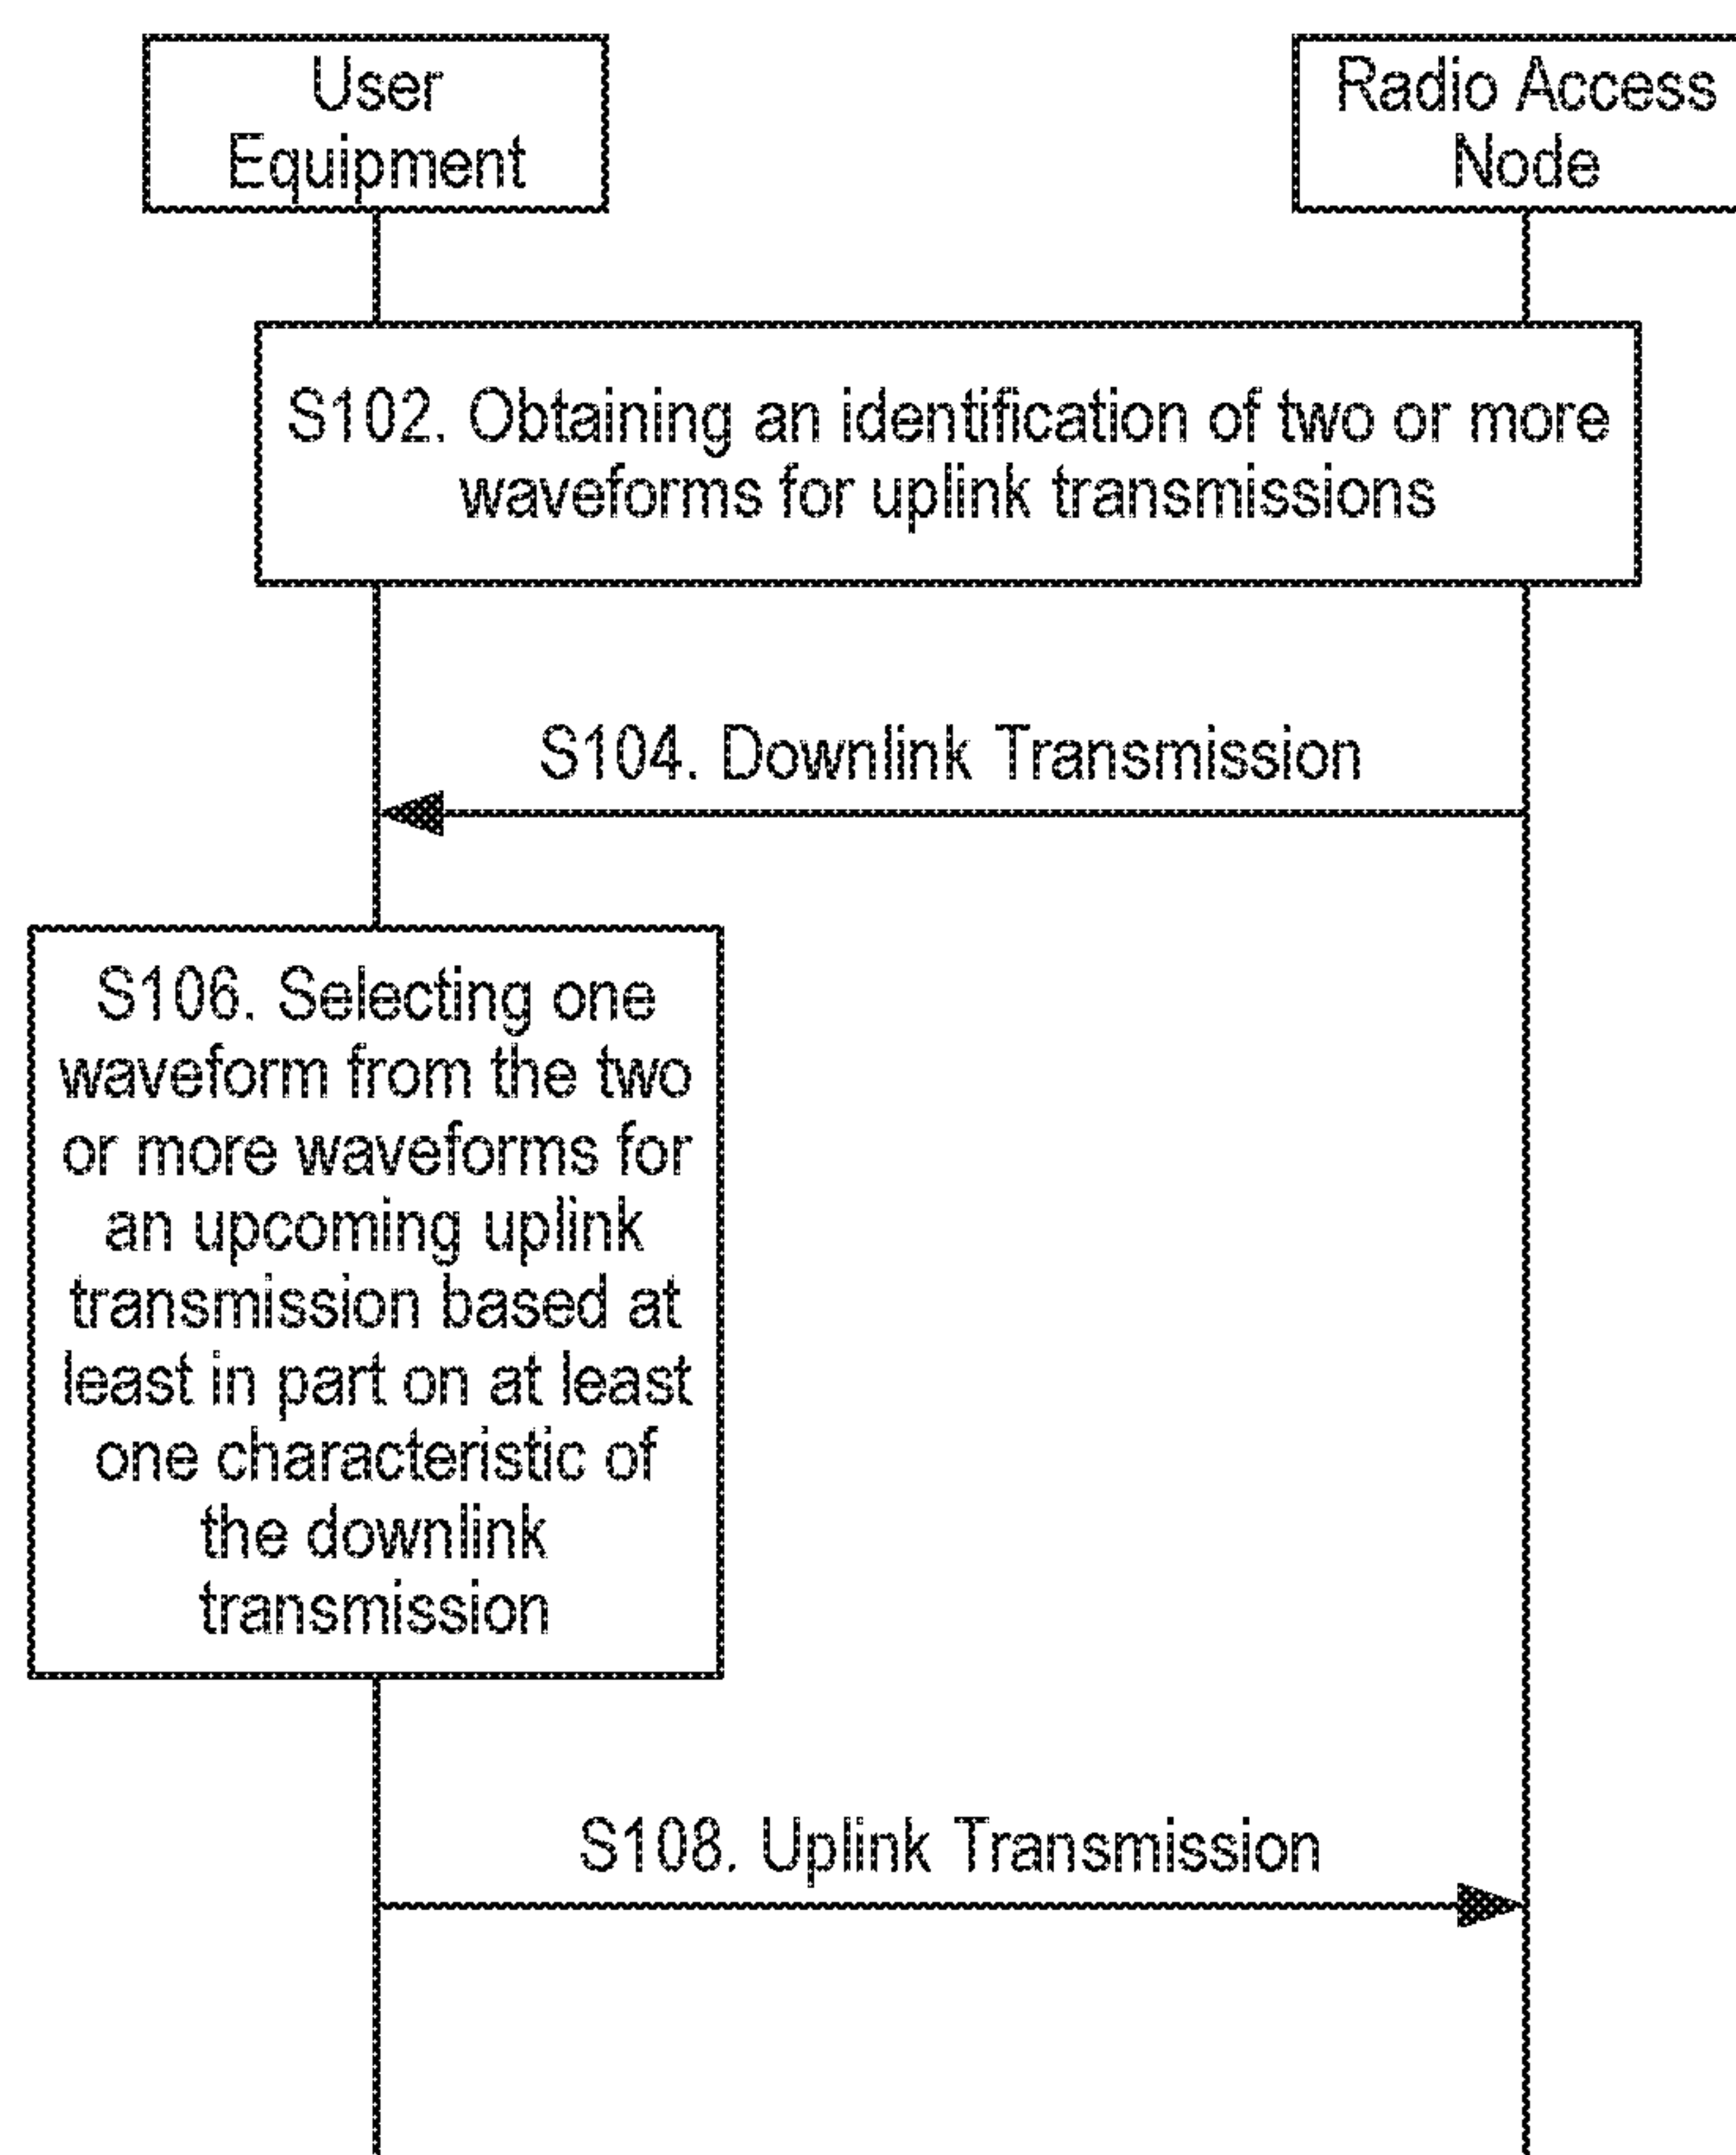 User
Equipment
Radio Access
Node
S102. Obtaining an identification of two or more
waveforms for uplink transmissions
S104. Downlink Transmission
S106. Selecting one
waveform from the two
or more waveforms for
an upcoming uplink
transmission based at
least in part on at least
one characteristic of
the downlink
transmission
S108. Uplink Transmission